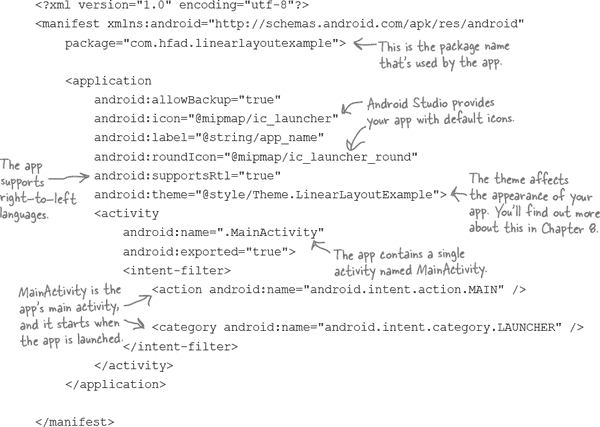 <?xml version="1.0" encoding="utf-8"?>
<manifest xmlns:android="http://schemas.android.com/apk/res/android"
package="com.hfad.linearlayoutexample">
This is the package name
that's used by the app.
<application
android:allowBackup="true"
android:icon="@mipmap/ic_launcher"
Android Studio provides
your app with default icons.
android:label="@string/app_name"
android:roundIcon="@mipmap/ic_launcher_round"
The app
supports
right-to-left
languages.
android:supportsRtl="true"
android:theme="@style/Theme.LinearLayoutExample">
The theme affects
the appearance of your
app. You'll find out more
about this in Chapter 8.
<activity
android:name=".MainActivity"
android:exported="true">
The app contains a single
activity named MainActivity.
<intent-filter>
MainActivity is the
app's main activity,
and it starts when
the app is launched.
<action android:name="android.intent.action.MAIN" />
<category android:name="android.intent.category.LAUNCHER" />
</intent-filter>
</activity>
</application>
</manifest>